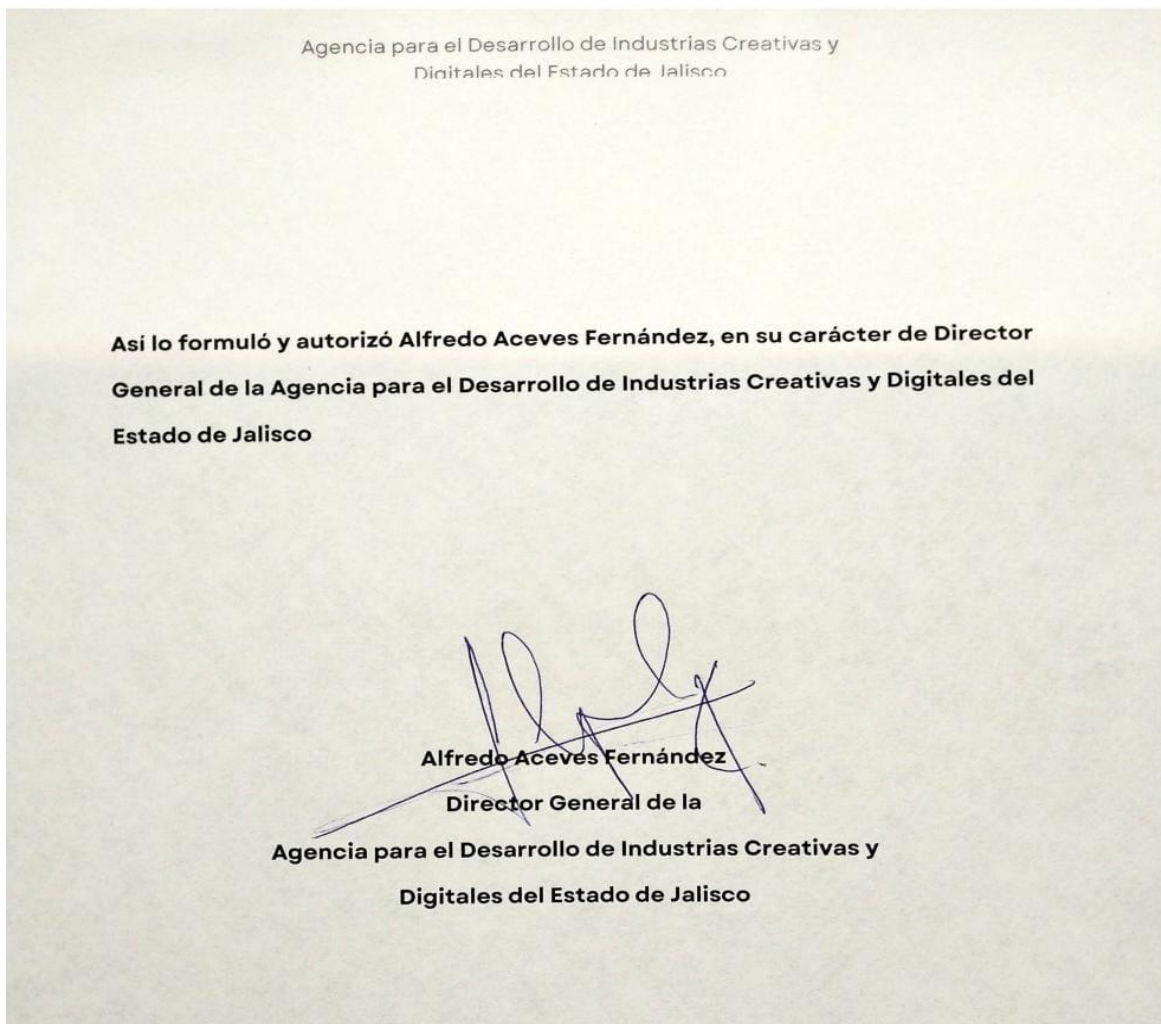 Agencia para el Desarrollo de Industrias Creativas y
Digitales del Estado de Jalisco
Así lo formuló y autorizó Alfredo Aceves Fernández, en su carácter de Director
General de la Agencia para el Desarrollo de Industrias Creativas y Digitales del
Estado de Jalisco
Alfredo Aceves Fernández
Director General de la
Agencia para el Desarrollo de Industrias Creativas y
Digitales del Estado de Jalisco